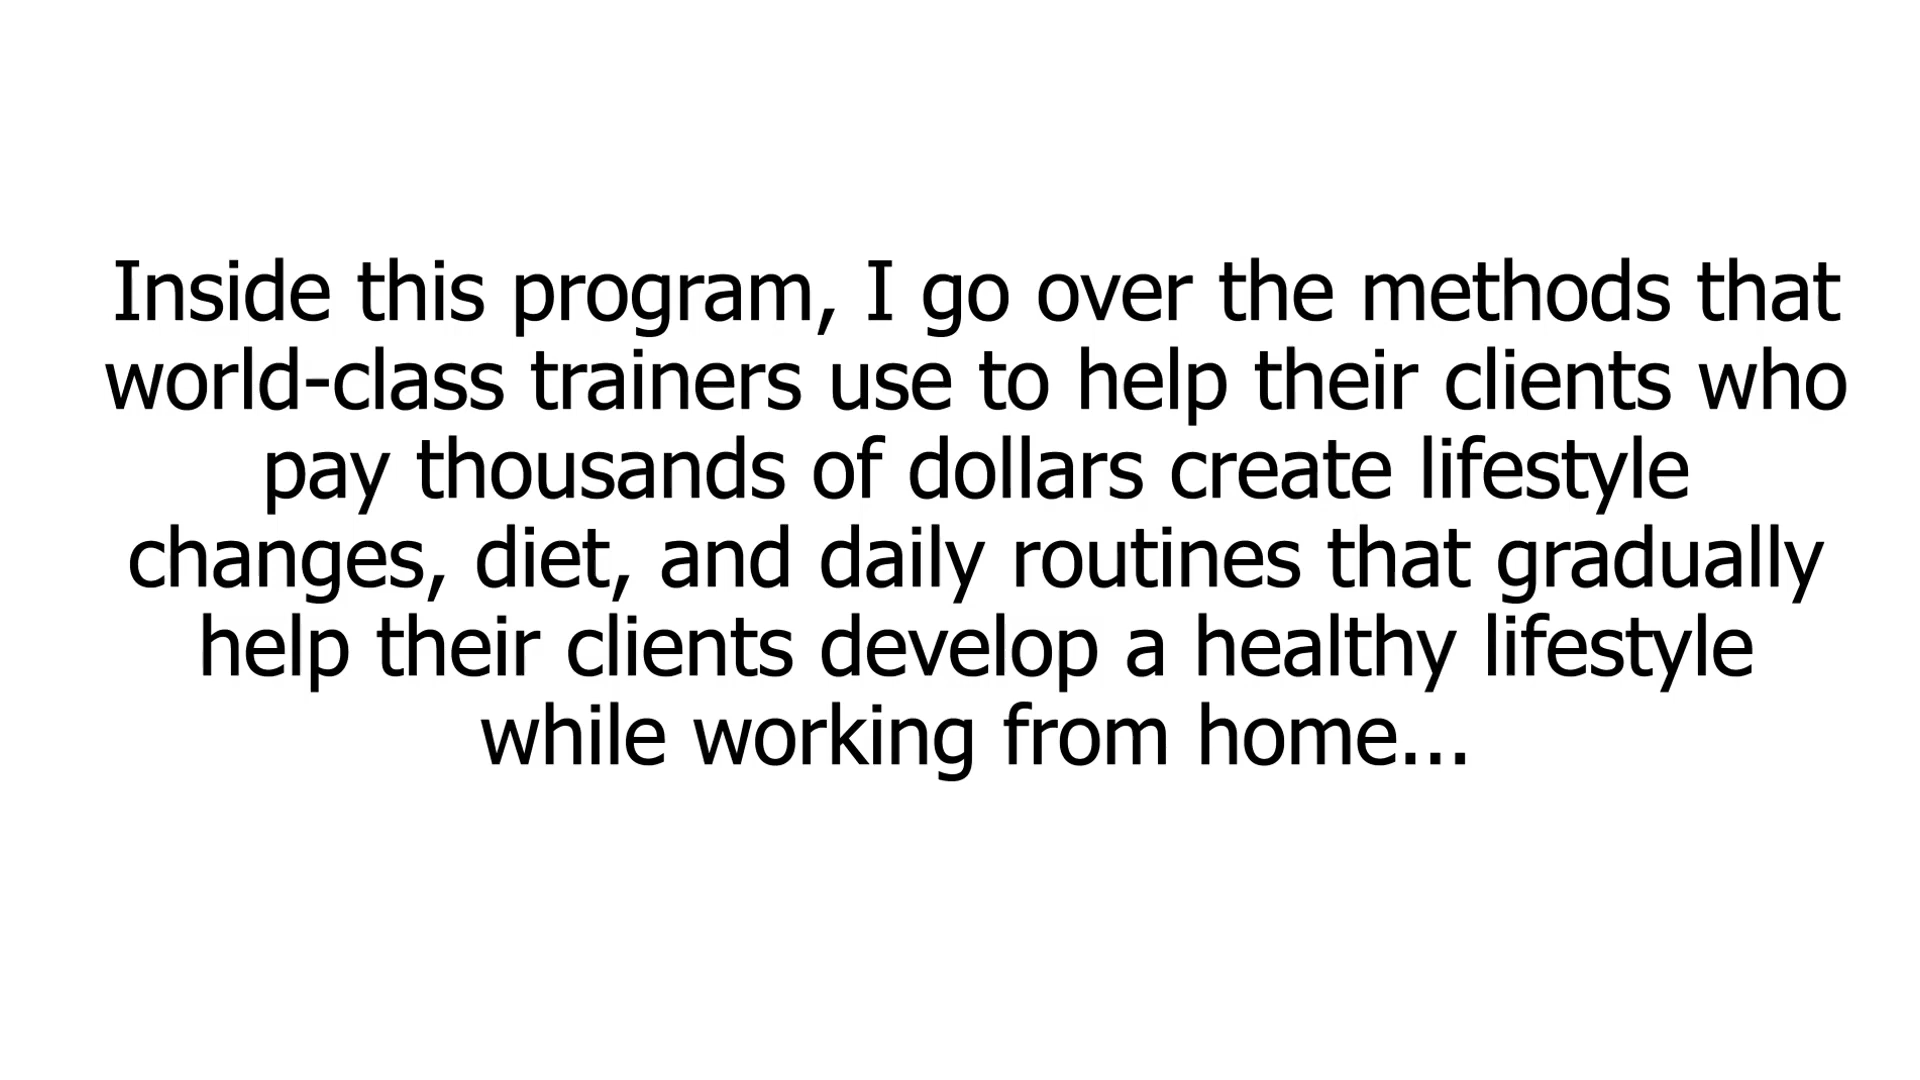 Inside this program, I go over the methods that
world-class trainers use to help their clients who
pay thousands of dollars create lifestyle
changes, diet, and daily routines that gradually
help their clients develop a healthy lifestyle
while working from home...